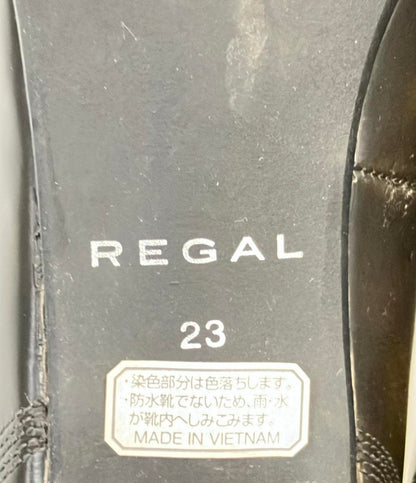 REGAL
23
・染色部分は色落ちします。
・防水靴でないため、雨・水
が靴内へしみこみます。
MADE IN VIETNAM